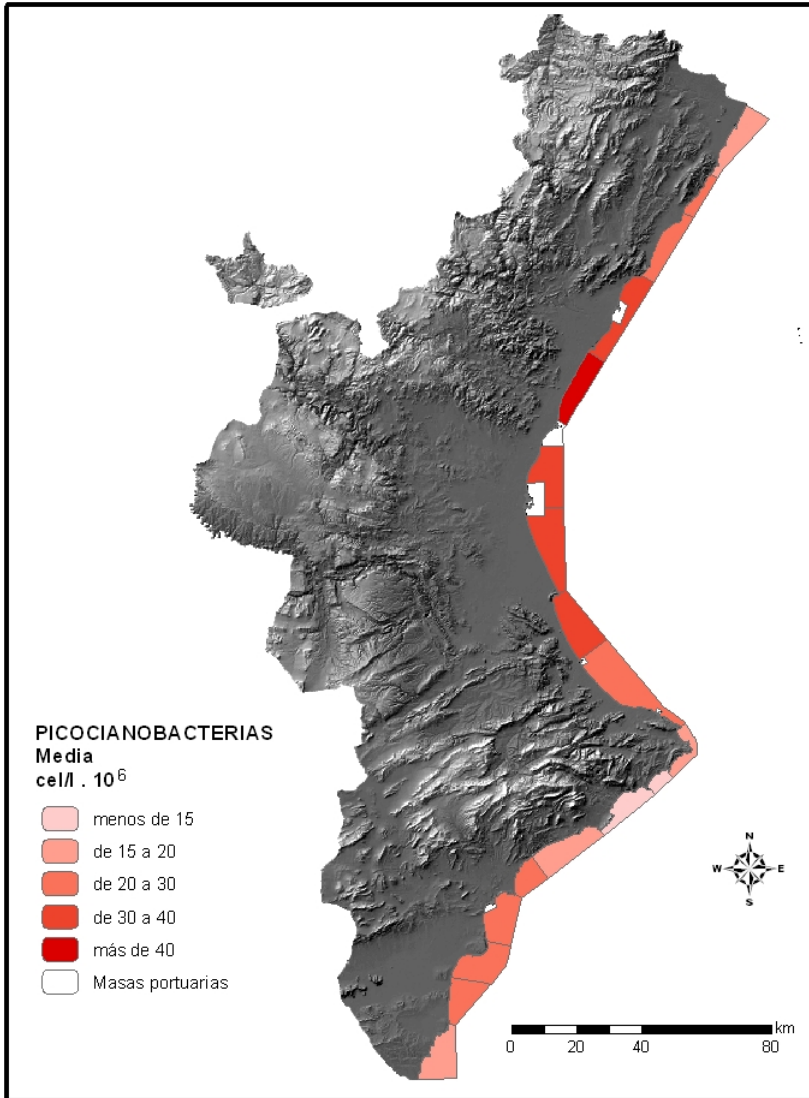 PICOCIANOBACTERIAS
Media
cel/l . 10⁶
menos de 15
de 15 a 20
de 20 a 30
de 30 a 40
más de 40
Masas portuarias
N
W E
S
km
0 20 40 80